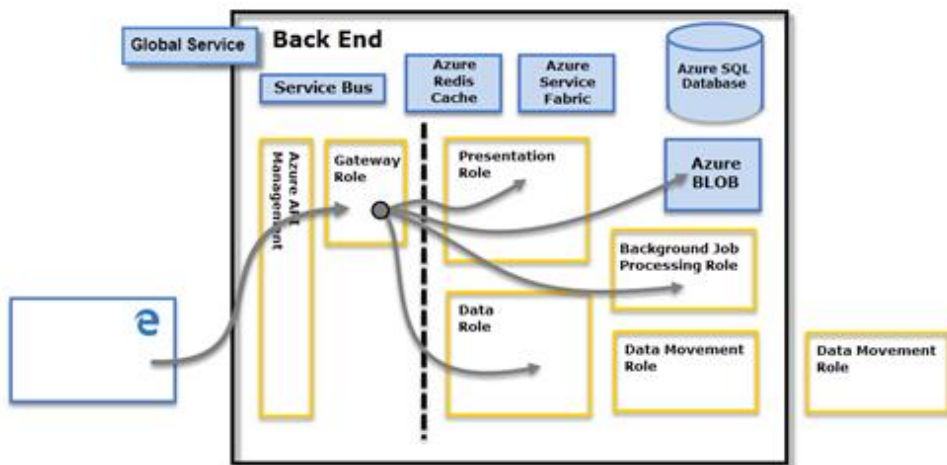 Global Service
Back End
Service Bus
Azure
Redis
Cache
Azure
Service
Fabric
Azure SQL
Database
Azure API
Management
Gateway
Role
Presentation
Role
Azure
BLOB
Background Job
Processing Role
Data
Role
Data Movement
Role
Data Movement
Role